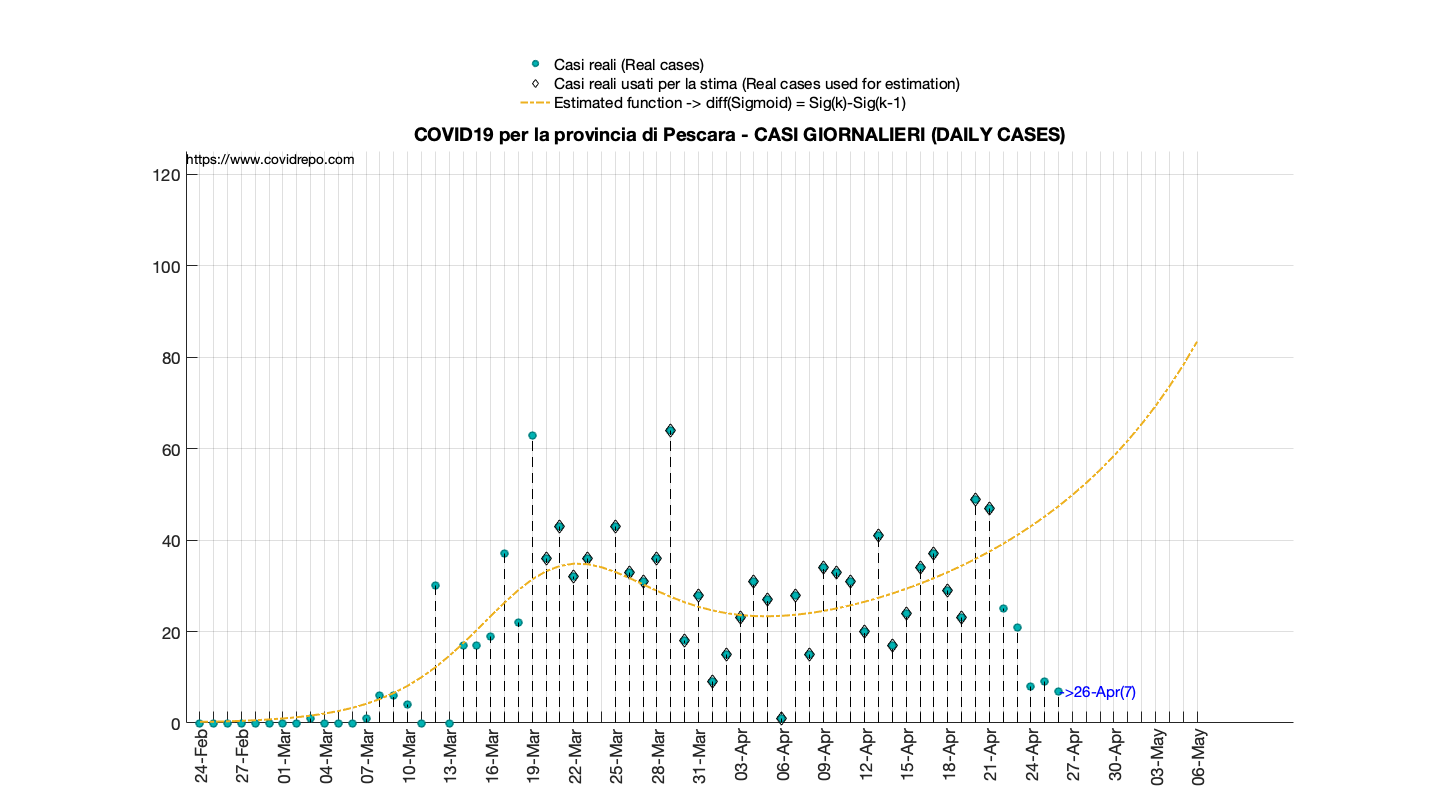 Casi reali (Real cases)
Casi reali usati per la stima (Real cases used for estimation)
Estimated function -> diff(Sigmoid) = Sig(k)-Sig(k-1)
COVID19 per la provincia di Pescara - CASI GIORNALIERI (DAILY CASES)
https://www.covidrepo.com
120
100
80
60
40
20
0
->26-Apr(7)
24-Feb
27-Feb
01-Mar
04-Mar
07-Mar
10-Mar
13-Mar
16-Mar
19-Mar
22-Mar
25-Mar
28-Mar
31-Mar
03-Apr
06-Apr
09-Apr
12-Apr
15-Apr
18-Apr
21-Apr
24-Apr
27-Apr
30-Apr
03-May
06-May